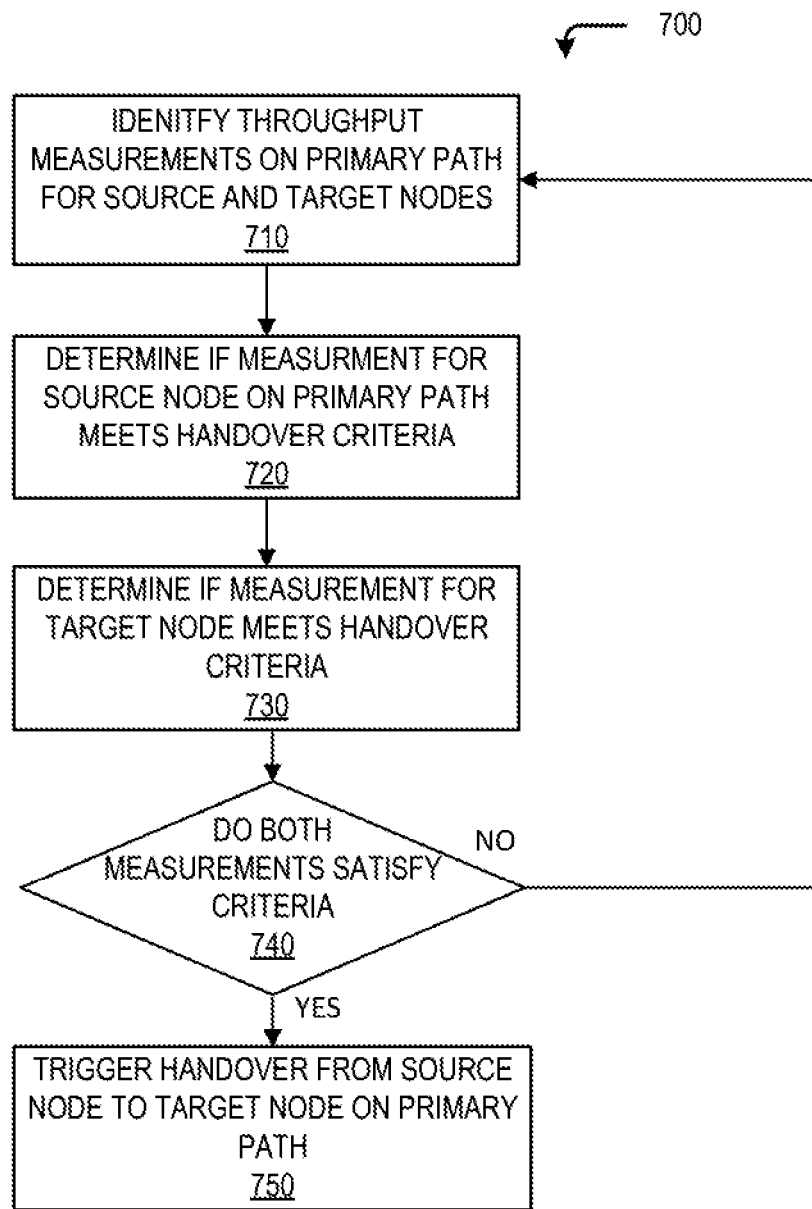 700
IDENITFY THROUGHPUT
MEASUREMENTS ON PRIMARY PATH
FOR SOURCE AND TARGET NODES
710
DETERMINE IF MEASURMENT FOR
SOURCE NODE ON PRIMARY PATH
MEETS HANDOVER CRITERIA
720
DETERMINE IF MEASUREMENT FOR
TARGET NODE MEETS HANDOVER
CRITERIA
730
DO BOTH
MEASUREMENTS SATISFY
CRITERIA
740
NO
YES
TRIGGER HANDOVER FROM SOURCE
NODE TO TARGET NODE ON PRIMARY
PATH
750